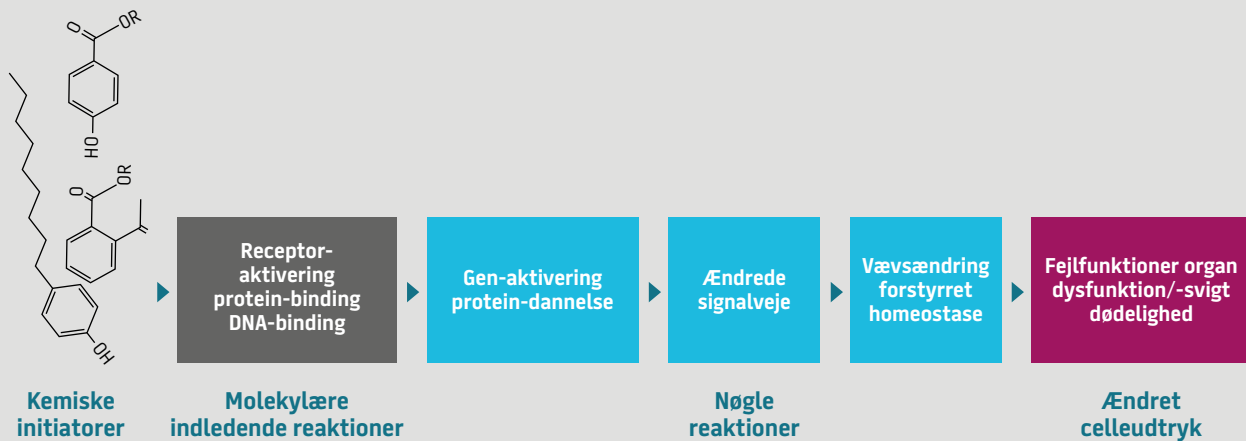 O
OR
HO
O
OR
OH
Receptor-
aktivering
protein-binding
DNA-binding
Gen-aktivering
protein-dannelse
Ændrede
signalveje
Vævsændring
forstyrret
homeostase
Fejlfunktioner organ
dysfunktion/-svigt
dødelighed
Kemiske
initiatorer
Molekylære
indledende reaktioner
Nøgle
reaktioner
Ændret
celleudtryk